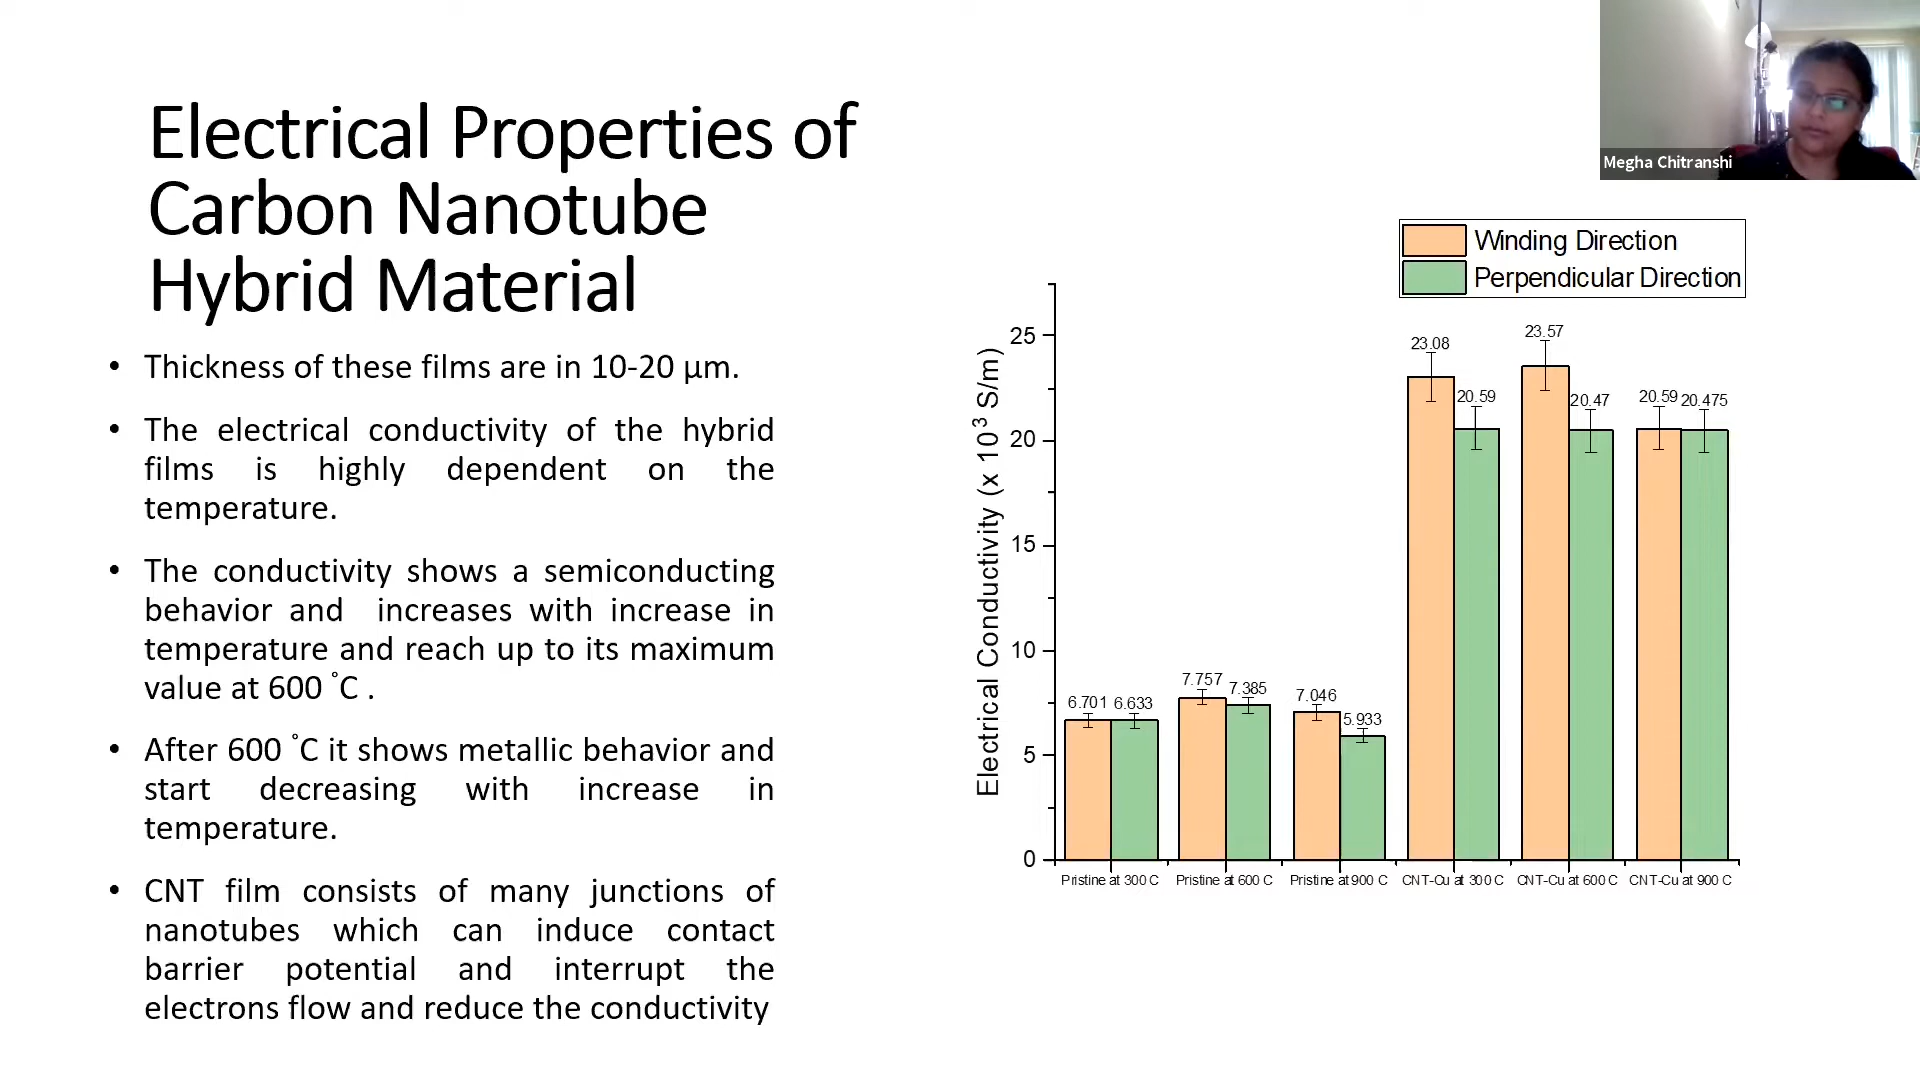 Electrical Properties of
Carbon Nanotube
Hybrid Material
• Thickness of these films are in 10-20 µm.
• The electrical conductivity of the hybrid
films is highly dependent on the
temperature.
• The conductivity shows a semiconducting
behavior and increases with increase in
temperature and reach up to its maximum
value at 600 ˚C .
• After 600 ˚C it shows metallic behavior and
start decreasing with increase in
temperature.
• CNT film consists of many junctions of
nanotubes which can induce contact
barrier potential and interrupt the
electrons flow and reduce the conductivity
Megha Chitranshi
Winding Direction
Perpendicular Direction
Electrical Conductivity (x 10³ S/m)
25
20
15
10
5
0
6.701 6.633
7.757 7.385
7.046 5.933
23.08 20.59
23.57 20.47
20.59 20.475
Pristine at 300 C Pristine at 600 C Pristine at 900 C CNT-Cu at 300 C CNT-Cu at 600 C CNT-Cu at 900 C